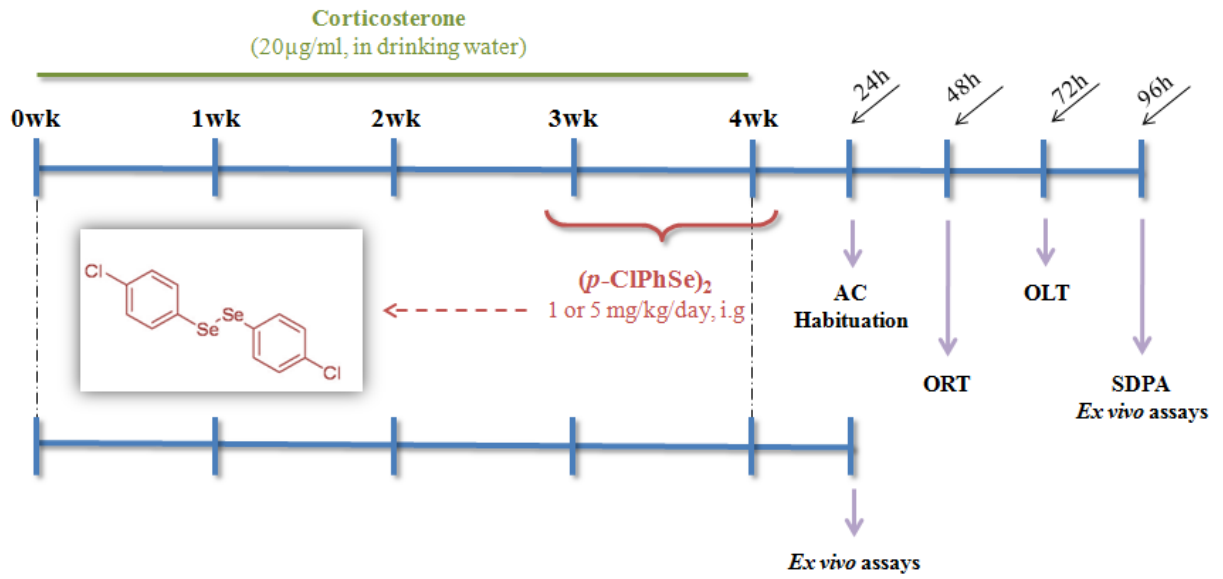 Corticosterone
(20µg/ml, in drinking water)
0wk 1wk 2wk 3wk 4wk 24h 48h 72h 96h
(p-ClPhSe)2
1 or 5 mg/kg/day, i.g
Cl
Se Se
Cl
AC
Habituation
ORT
OLT
SDPA
Ex vivo assays
Ex vivo assays